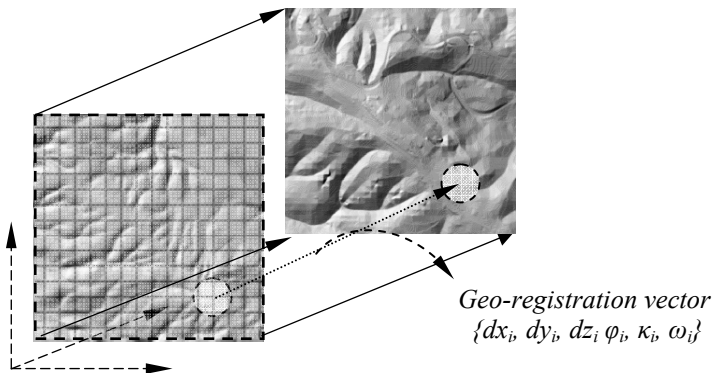 Geo-registration vector
{dxᵢ, dyᵢ, dzᵢ φᵢ, κᵢ, ωᵢ}